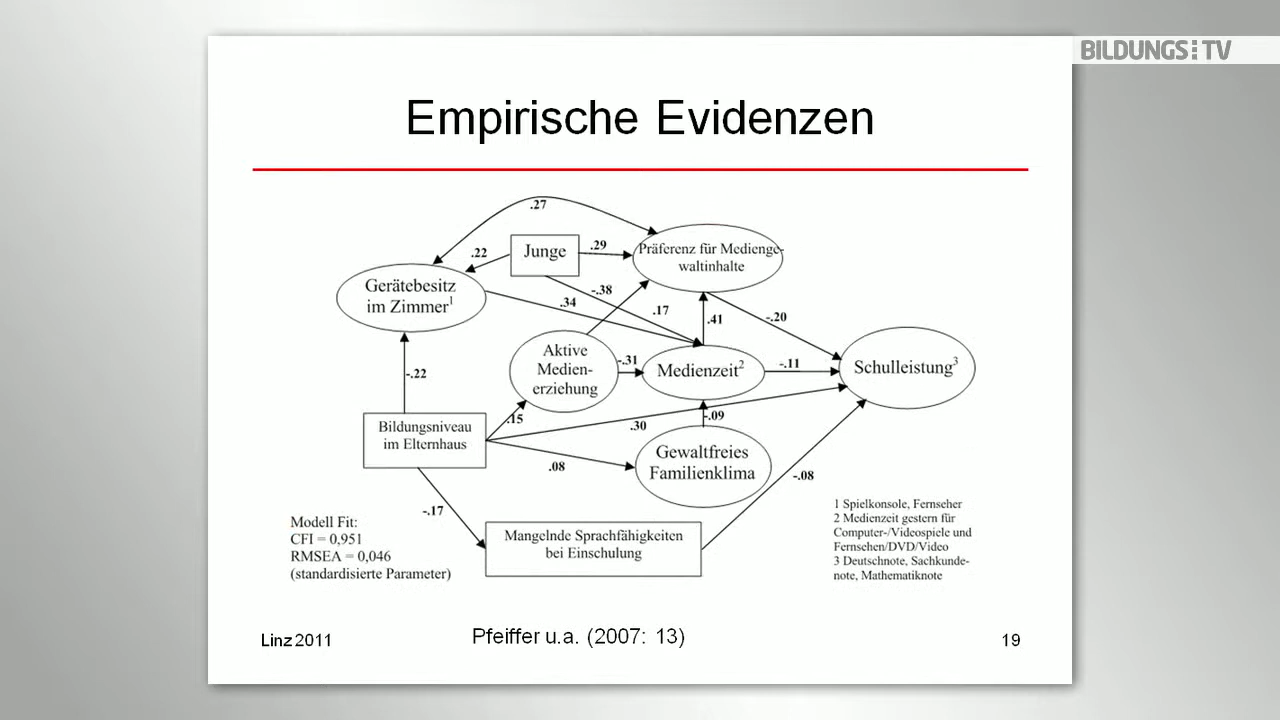 BILDUNGS TV
Empirische Evidenzen
.27
Junge
.29
.22
Präferenz für Medienge-
waltinhalte
Gerätebesitz
im Zimmer1
-.38
.34
.17
.41
-.20
Aktive
Medien-
erziehung
-.31
Medienzeit2
-.11
Schulleistung3
-.22
Bildungsniveau
im Elternhaus
.15
.30
-.09
.08
Gewaltfreies
Familienklima
-.08
-.17
Mangelnde Sprachfähigkeiten
bei Einschulung
Modell Fit:
CFI = 0,951
RMSEA = 0,046
(standardisierte Parameter)
1 Spielkonsole, Fernseher
2 Medienzeit gestern für
Computer-/Videospiele und
Fernsehen/DVD/Video
3 Deutschnote, Sachkunde-
note, Mathematiknote
Linz 2011
Pfeiffer u.a. (2007: 13)
19